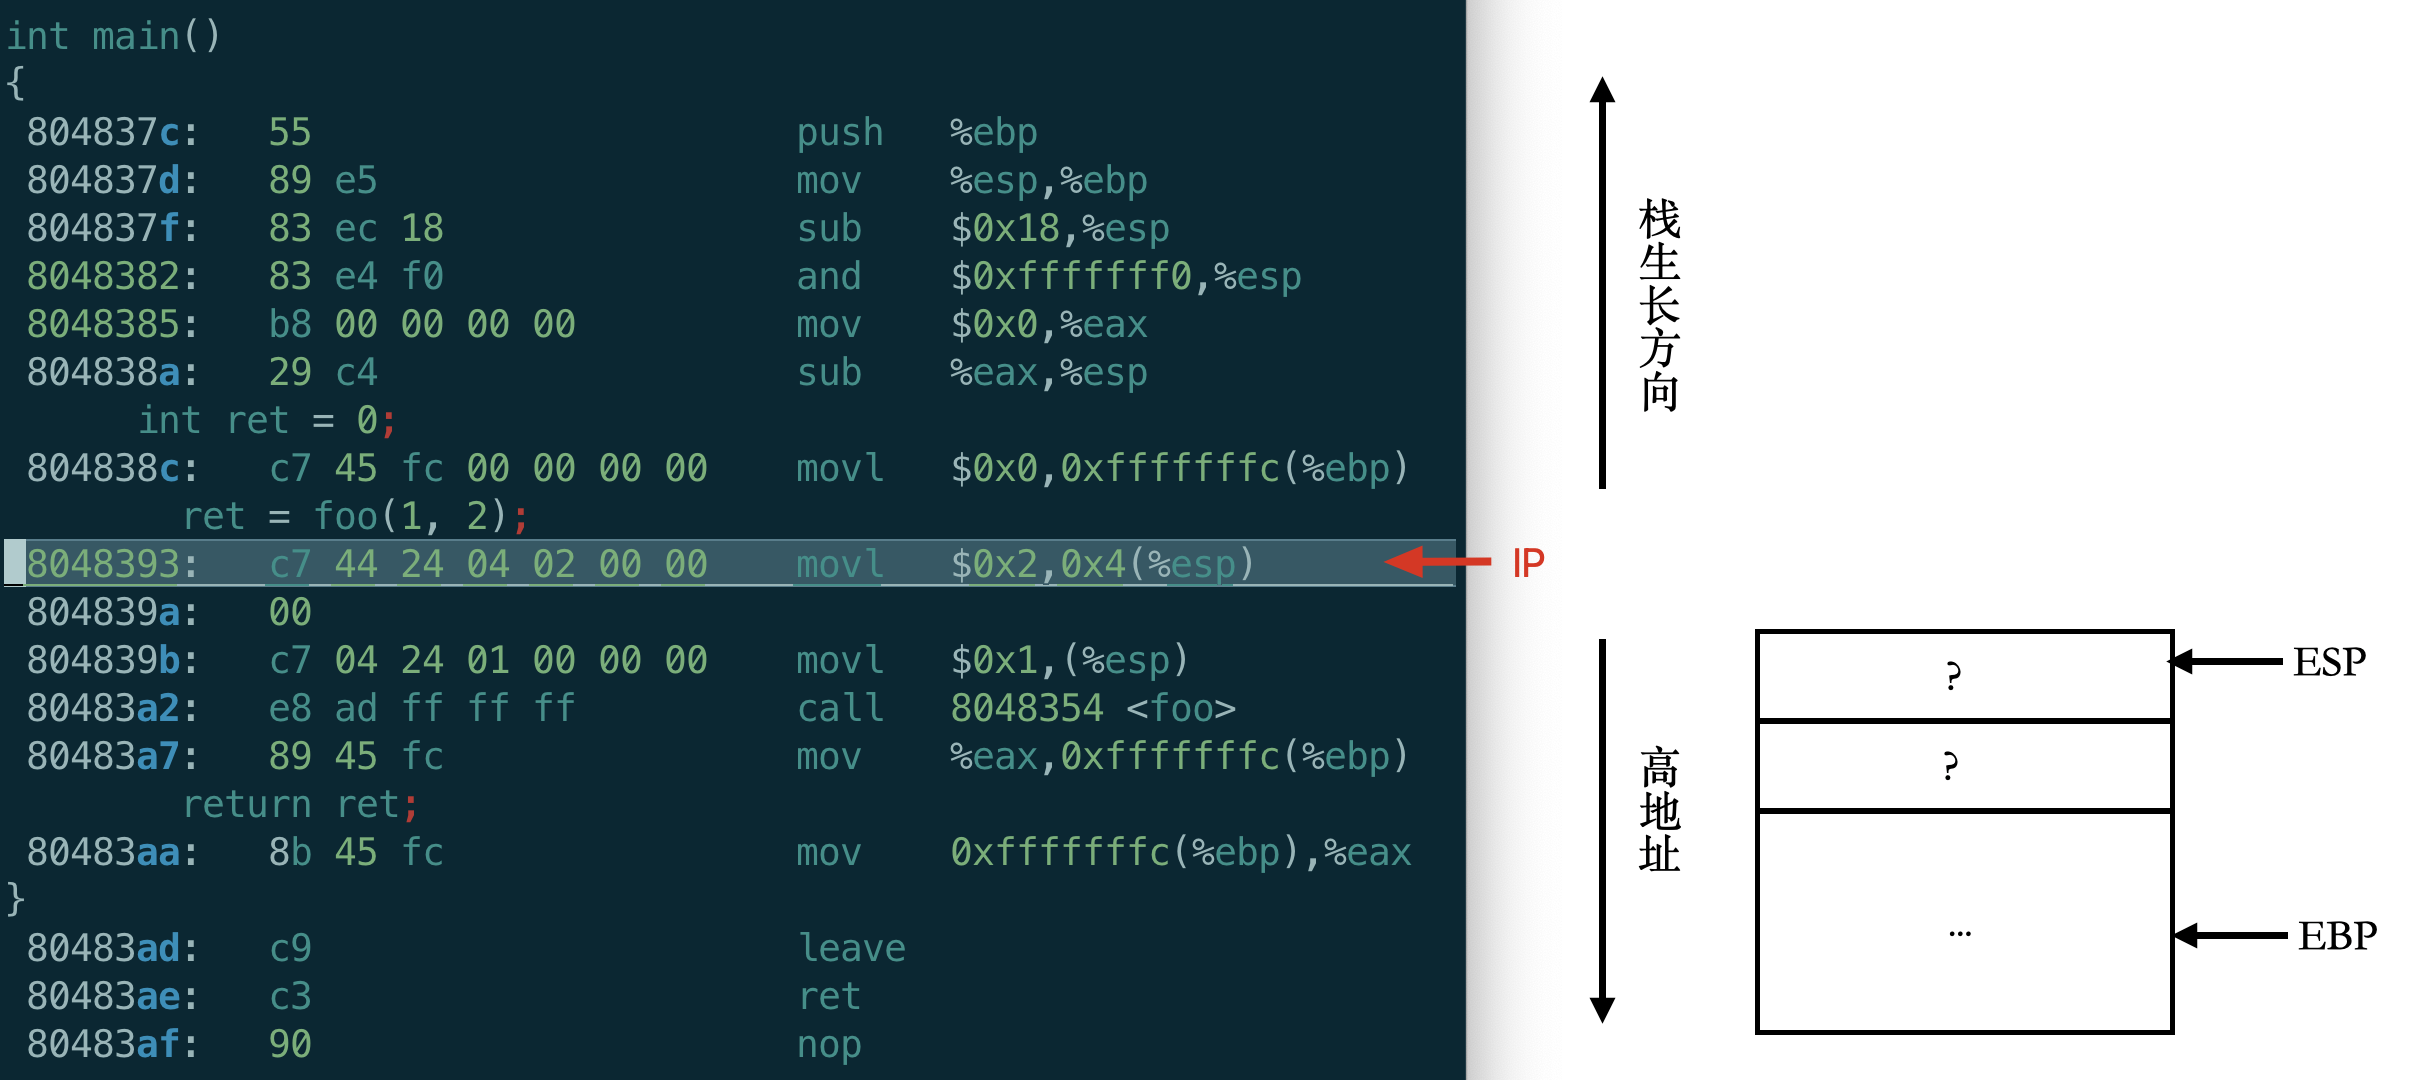 int main()
{
804837c: 55 push %ebp
804837d: 89 e5 mov %esp,%ebp
804837f: 83 ec 18 sub $0x18,%esp
8048382: 83 e4 f0 and $0xfffffff0,%esp
8048385: b8 00 00 00 00 mov $0x0,%eax
804838a: 29 c4 sub %eax,%esp
int ret = 0;
804838c: c7 45 fc 00 00 00 00 movl $0x0,0xfffffffc(%ebp)
ret = foo(1, 2);
8048393: c7 44 24 04 02 00 00 movl $0x2,0x4(%esp)
804839a: 00
804839b: c7 04 24 01 00 00 00 movl $0x1,(%esp)
80483a2: e8 ad ff ff ff call 8048354 <foo>
80483a7: 89 45 fc mov %eax,0xfffffffc(%ebp)
return ret;
80483aa: 8b 45 fc mov 0xfffffffc(%ebp),%eax
}
80483ad: c9 leave
80483ae: c3 ret
80483af: 90 nop
IP
栈生长方向
高地址
?
ESP
?
...
EBP